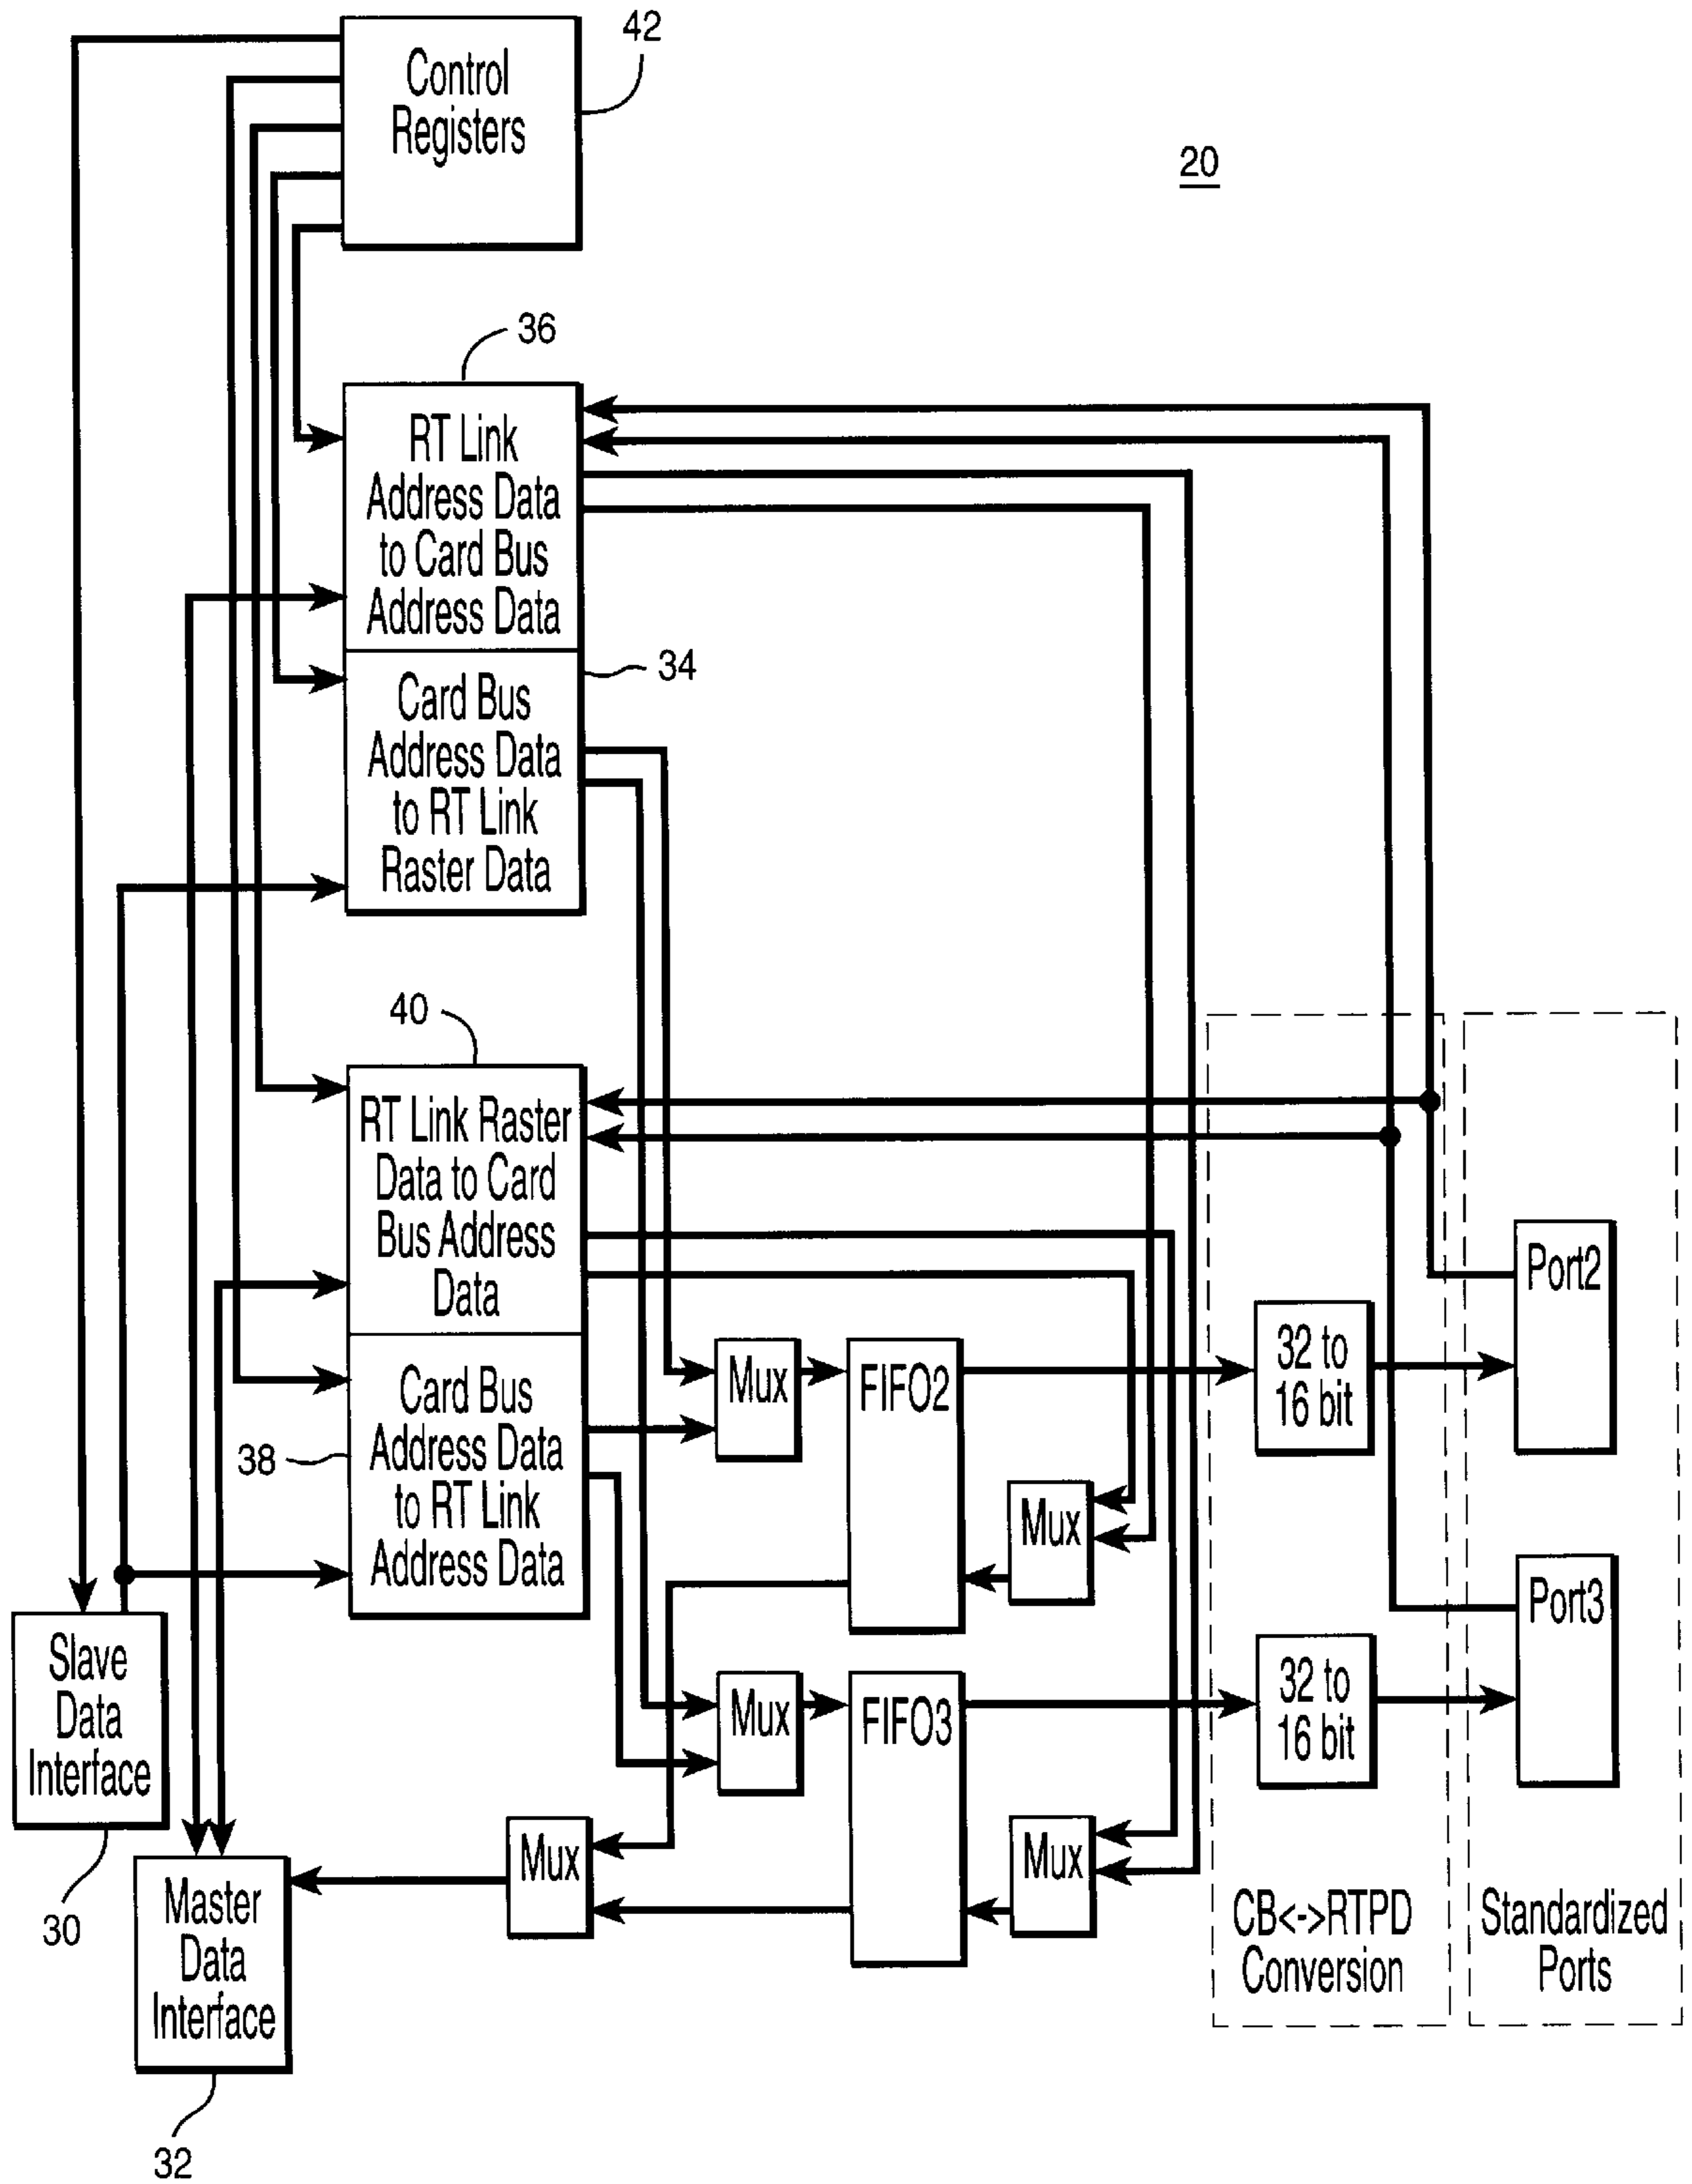 42
Control
Registers
20
36
RT Link
Address Data
to Card Bus
Address Data
34
Card Bus
Address Data
to RT Link
Raster Data
40
RT Link Raster
Data to Card
Bus Address
Data
38
Card Bus
Address Data
to RT Link
Address Data
Mux
FIFO2
Mux
32 to
16 bit
Port2
Mux
FIFO3
Mux
32 to
16 bit
Port3
Slave
Data
Interface
30
Mux
Master
Data
Interface
32
CB<->RTPD
Conversion
Standardized
Ports